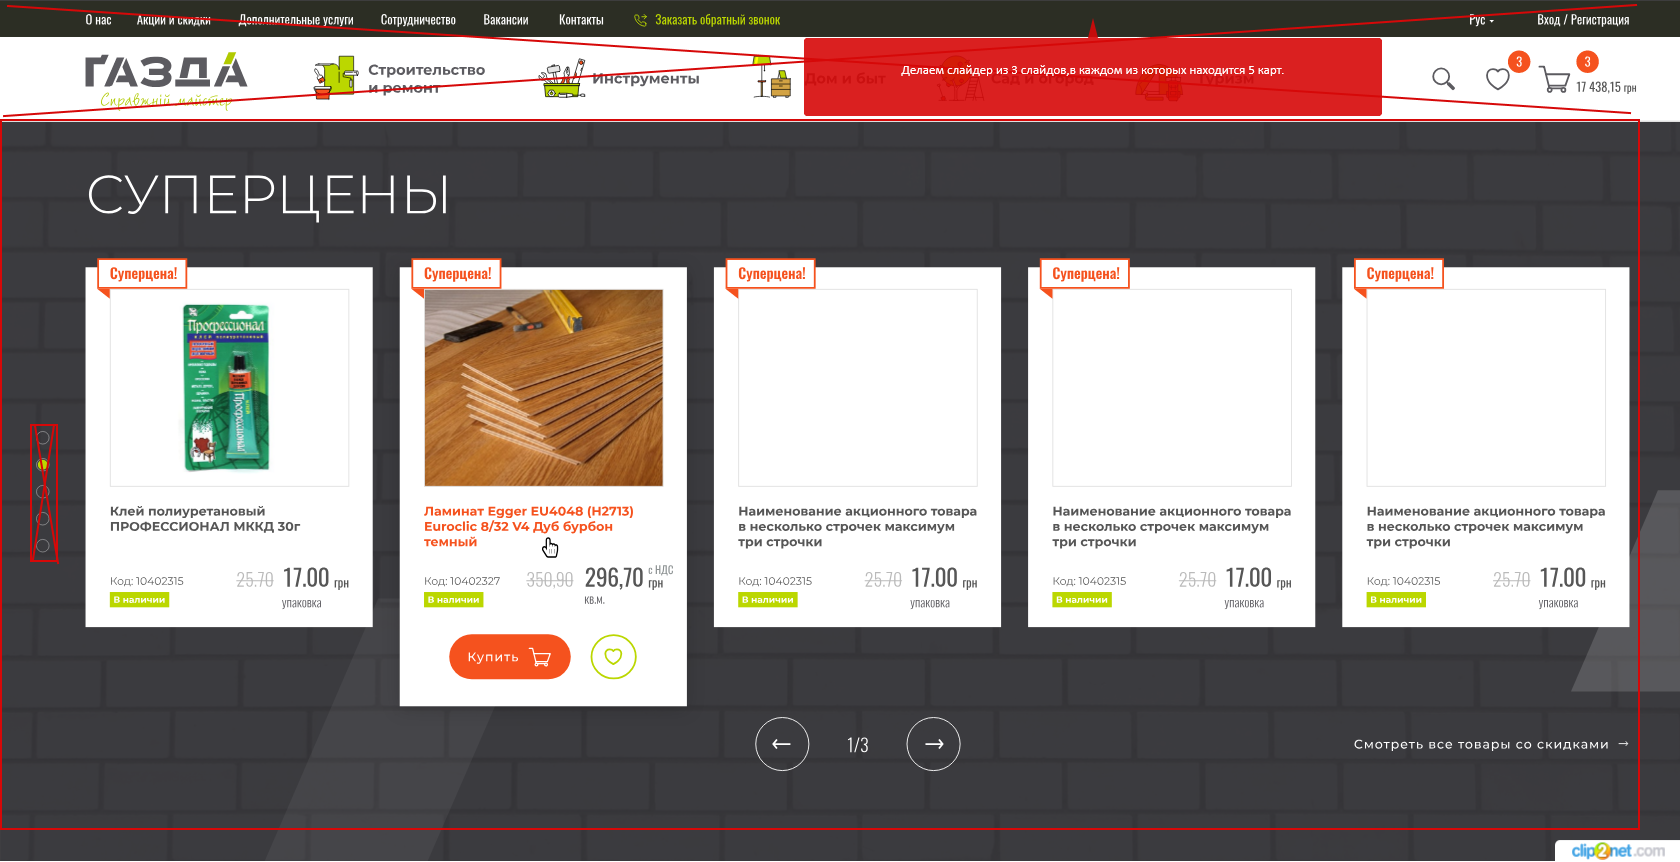 О нас
Акции и скидки
Дополнительные услуги
Сотрудничество
Вакансии
Контакты
Заказать обратный звонок
Рус
Вход / Регистрация
ҐАЗДА
Справжній майстер
Строительство
и ремонт
Инструменты
Дом и быт
Сад и огород
Туризм
Делаем слайдер из 3 слайдов,в каждом из которых находится 5 карт.
3
3
17 438,15 грн
СУПЕРЦЕНЫ
Суперцена!
Профессионал
Клей полиуретановый
ПРОФЕССИОНАЛ МККД 30г
Код: 10402315
25.70 17.00 грн
В наличии
упаковка
Суперцена!
Ламинат Egger EU4048 (H2713)
Euroclic 8/32 V4 Дуб бурбон
темный
Код: 10402327
350,90 296,70 с НДС
грн
В наличии
кв.м.
Купить
Суперцена!
Наименование акционного товара
в несколько строчек максимум
три строчки
Код: 10402315
25.70 17.00 грн
В наличии
упаковка
Суперцена!
Наименование акционного товара
в несколько строчек максимум
три строчки
Код: 10402315
25.70 17.00 грн
В наличии
упаковка
Суперцена!
Наименование акционного товара
в несколько строчек максимум
три строчки
Код: 10402315
25.70 17.00 грн
В наличии
упаковка
1/3
Смотреть все товары со скидками →
clip2net.com